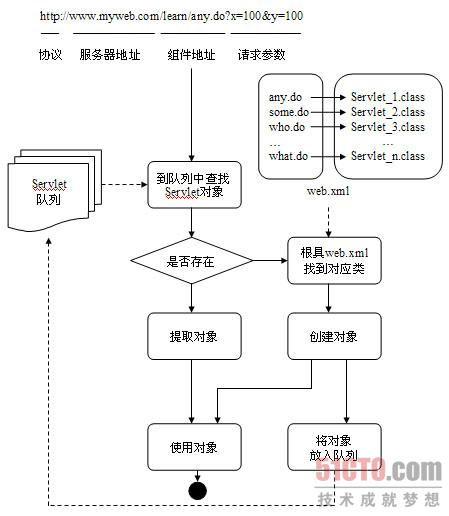 http://www.myweb.com/learn/any.do?x=100&y=100
协议 服务器地址 组件地址 请求参数
any.do Servlet_1.class
some.do Servlet_2.class
who.do Servlet_3.class
... ...
what.do Servlet_n.class
web.xml
Servlet
队列
到队列中查找
Servlet对象
是否存在
根具web.xml
找到对应类
提取对象
创建对象
使用对象
将对象
放入队列
51CTO.com
技术成就梦想